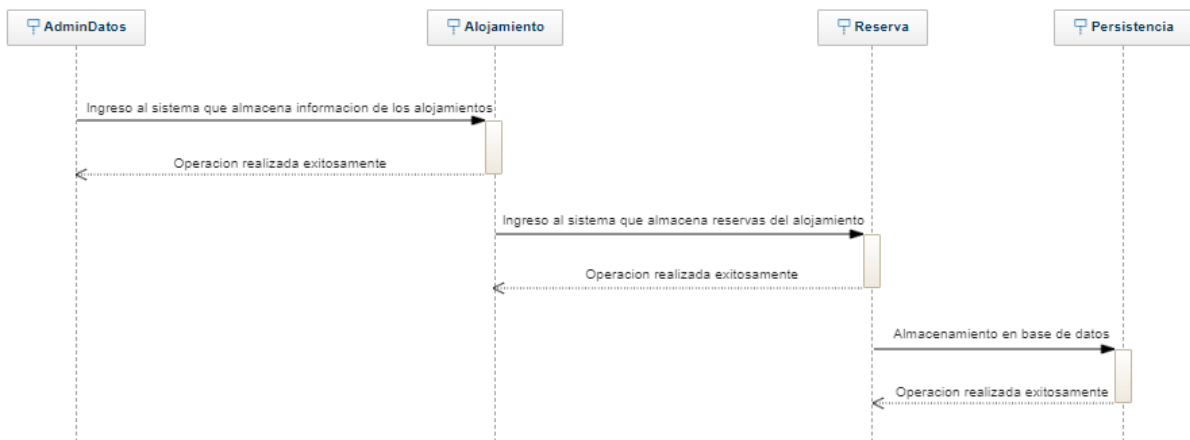 AdminDatos
Alojamiento
Reserva
Persistencia
Ingreso al sistema que almacena informacion de los alojamientos
Operacion realizada exitosamente
Ingreso al sistema que almacena reservas del alojamiento
Operacion realizada exitosamente
Almacenamiento en base de datos
Operacion realizada exitosamente